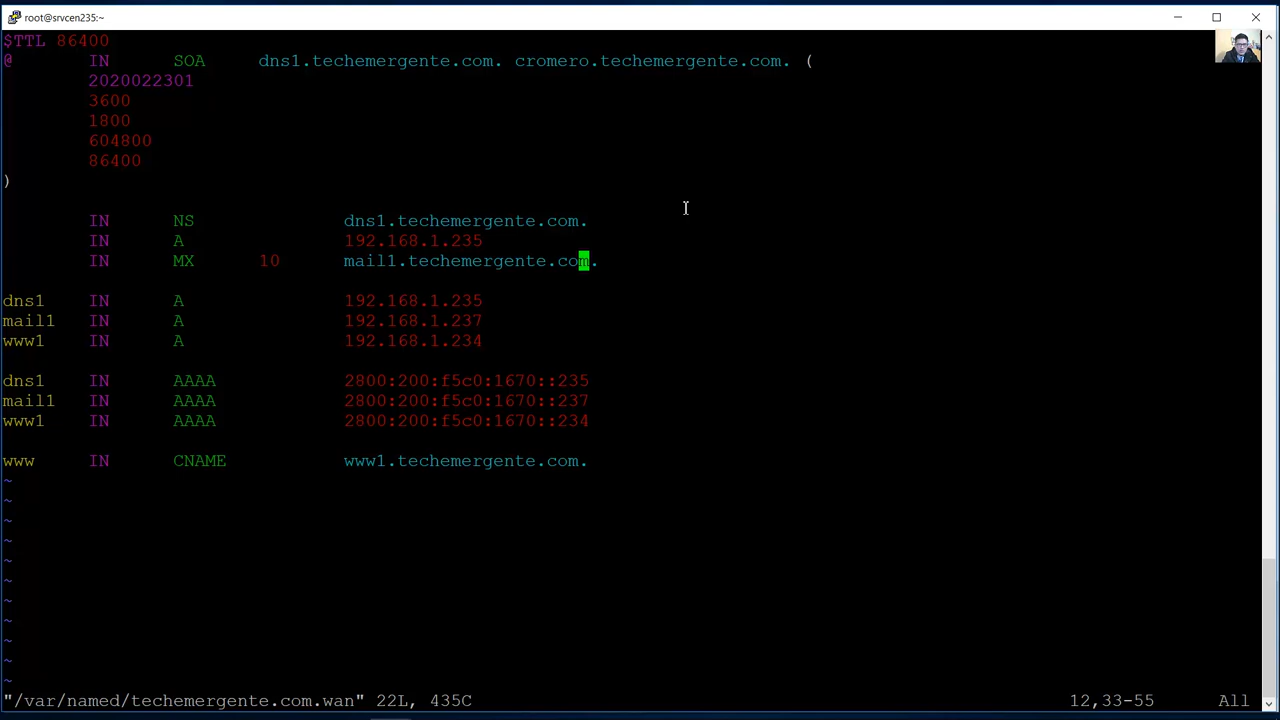 root@srvcen235:~
$TTL 86400
@ IN SOA dns1.techemergente.com. cromero.techemergente.com. (
2020022301
3600
1800
604800
86400
)
IN NS dns1.techemergente.com.
IN A 192.168.1.235
IN MX 10 mail1.techemergente.com.
dns1 IN A 192.168.1.235
mail1 IN A 192.168.1.237
www1 IN A 192.168.1.234
dns1 IN AAAA 2800:200:f5c0:1670::235
mail1 IN AAAA 2800:200:f5c0:1670::237
www1 IN AAAA 2800:200:f5c0:1670::234
www IN CNAME www1.techemergente.com.
~
~
~
~
~
~
~
~
~
~
~
"/var/named/techemergente.com.wan" 22L, 435C 12,33-55 All